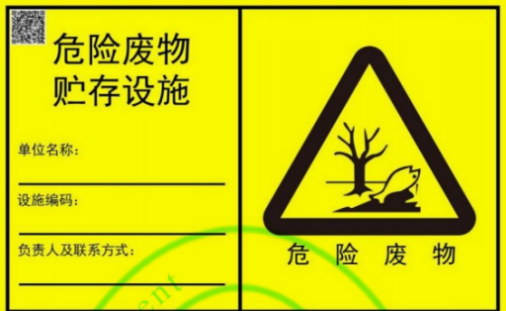 危险废物
贮存设施
单位名称：
设施编码：
负责人及联系方式：
危险废物